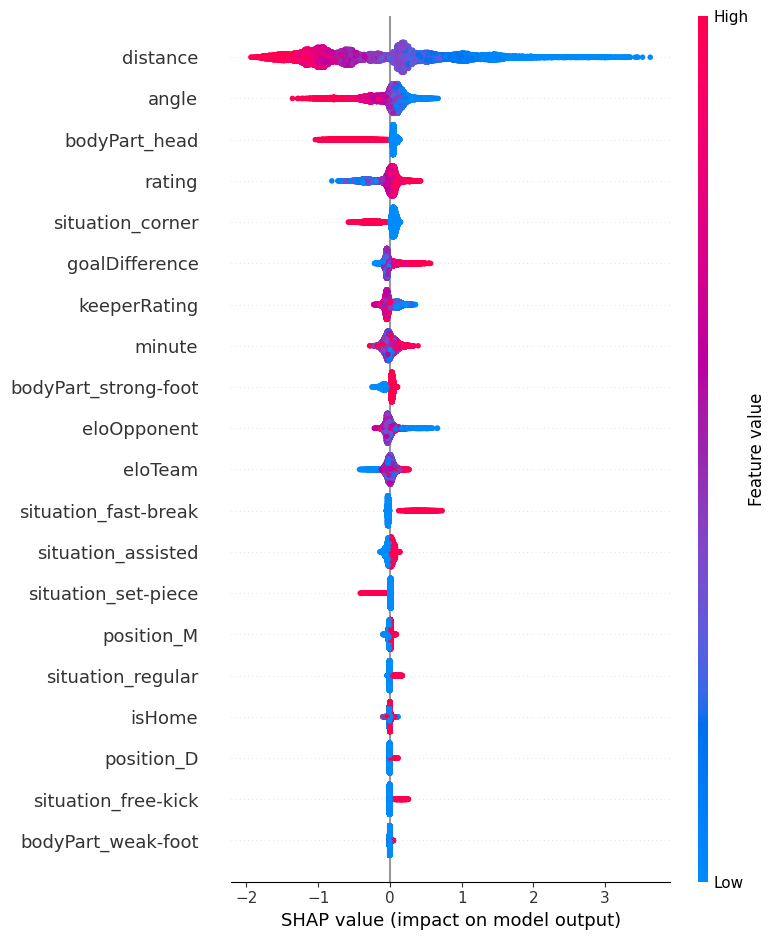 High
distance
angle
bodyPart_head
rating
situation_corner
goalDifference
keeperRating
minute
bodyPart_strong-foot
eloOpponent
eloTeam
situation_fast-break
situation_assisted
situation_set-piece
position_M
situation_regular
isHome
position_D
situation_free-kick
bodyPart_weak-foot
Feature value
Low
−2 −1 0 1 2 3
SHAP value (impact on model output)